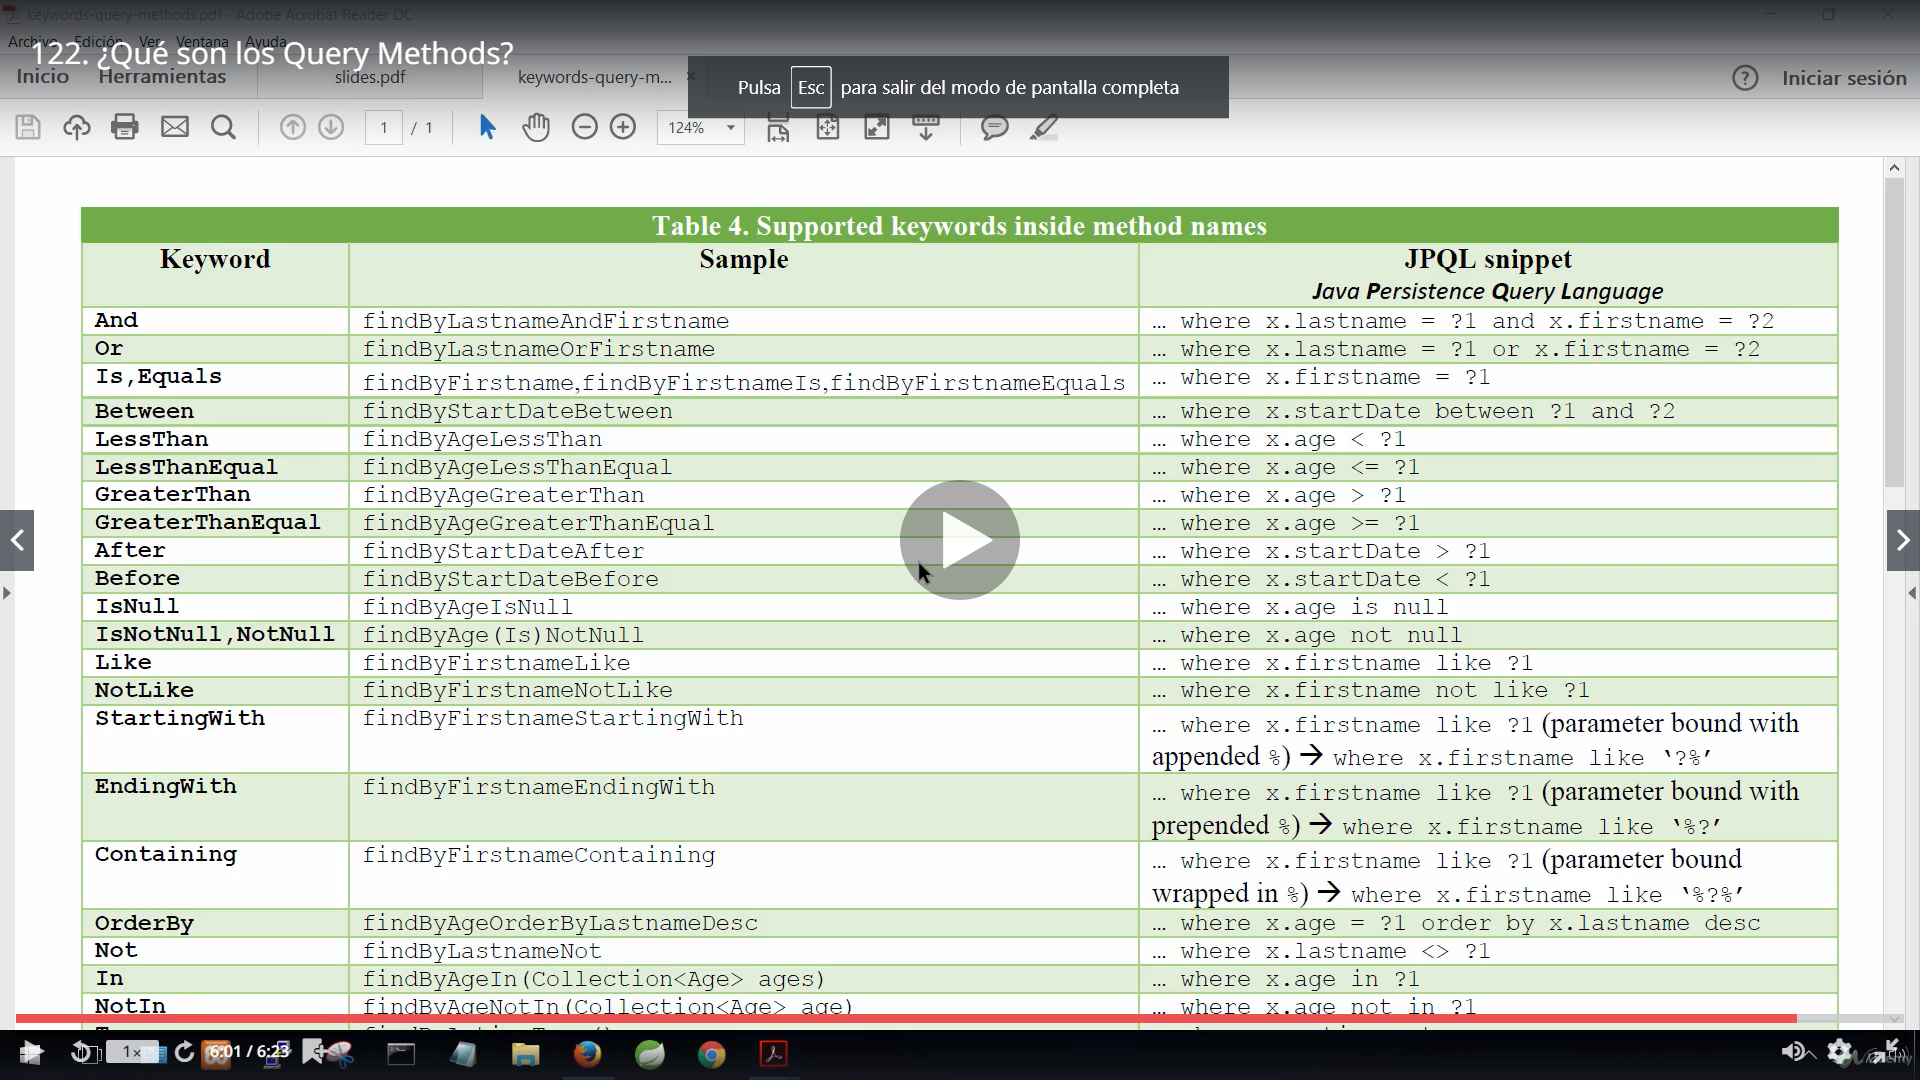 keywords-query-methods.pdf - Adobe Acrobat Reader DC
Archivo Edición Ver Ventana Ayuda
122. ¿Qué son los Query Methods?
Inicio Herramientas slides.pdf keywords-query-m... Iniciar sesión
Pulsa Esc para salir del modo de pantalla completa
1 / 1 124%
Table 4. Supported keywords inside method names
Keyword Sample JPQL snippet
Java Persistence Query Language
And findByLastnameAndFirstname … where x.lastname = ?1 and x.firstname = ?2
Or findByLastnameOrFirstname … where x.lastname = ?1 or x.firstname = ?2
Is,Equals findByFirstname,findByFirstnameIs,findByFirstnameEquals … where x.firstname = ?1
Between findByStartDateBetween … where x.startDate between ?1 and ?2
LessThan findByAgeLessThan … where x.age < ?1
LessThanEqual findByAgeLessThanEqual … where x.age <= ?1
GreaterThan findByAgeGreaterThan … where x.age > ?1
GreaterThanEqual findByAgeGreaterThanEqual … where x.age >= ?1
After findByStartDateAfter … where x.startDate > ?1
Before findByStartDateBefore … where x.startDate < ?1
IsNull findByAgeIsNull … where x.age is null
IsNotNull,NotNull findByAge(Is)NotNull … where x.age not null
Like findByFirstnameLike … where x.firstname like ?1
NotLike findByFirstnameNotLike … where x.firstname not like ?1
StartingWith findByFirstnameStartingWith … where x.firstname like ?1 (parameter bound with
appended %) → where x.firstname like ‘?%’
EndingWith findByFirstnameEndingWith … where x.firstname like ?1 (parameter bound with
prepended %) → where x.firstname like ‘%?’
Containing findByFirstnameContaining … where x.firstname like ?1 (parameter bound
wrapped in %) → where x.firstname like ‘%?%’
OrderBy findByAgeOrderByLastnameDesc … where x.age = ?1 order by x.lastname desc
Not findByLastnameNot … where x.lastname <> ?1
In findByAgeIn(Collection<Age> ages) … where x.age in ?1
NotIn findByAgeNotIn(Collection<Age> age) … where x.age not in ?1
1× 6:01 / 6:23